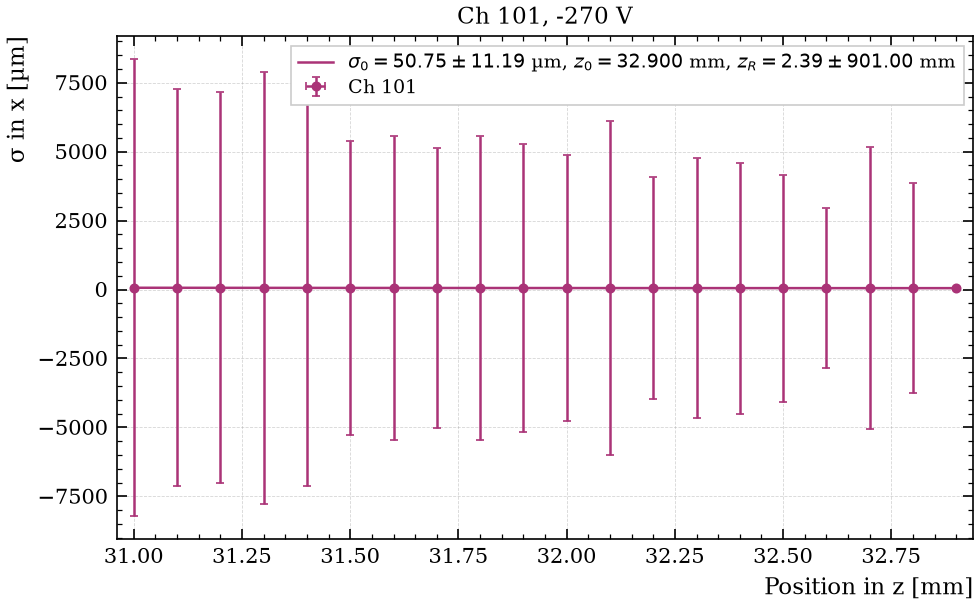 Ch 101, -270 V
σ in x [µm]
σ₀ = 50.75 ± 11.19 µm, z₀ = 32.900 mm, z_R = 2.39 ± 901.00 mm
Ch 101
7500
5000
2500
0
−2500
−5000
−7500
31.00 31.25 31.50 31.75 32.00 32.25 32.50 32.75
Position in z [mm]